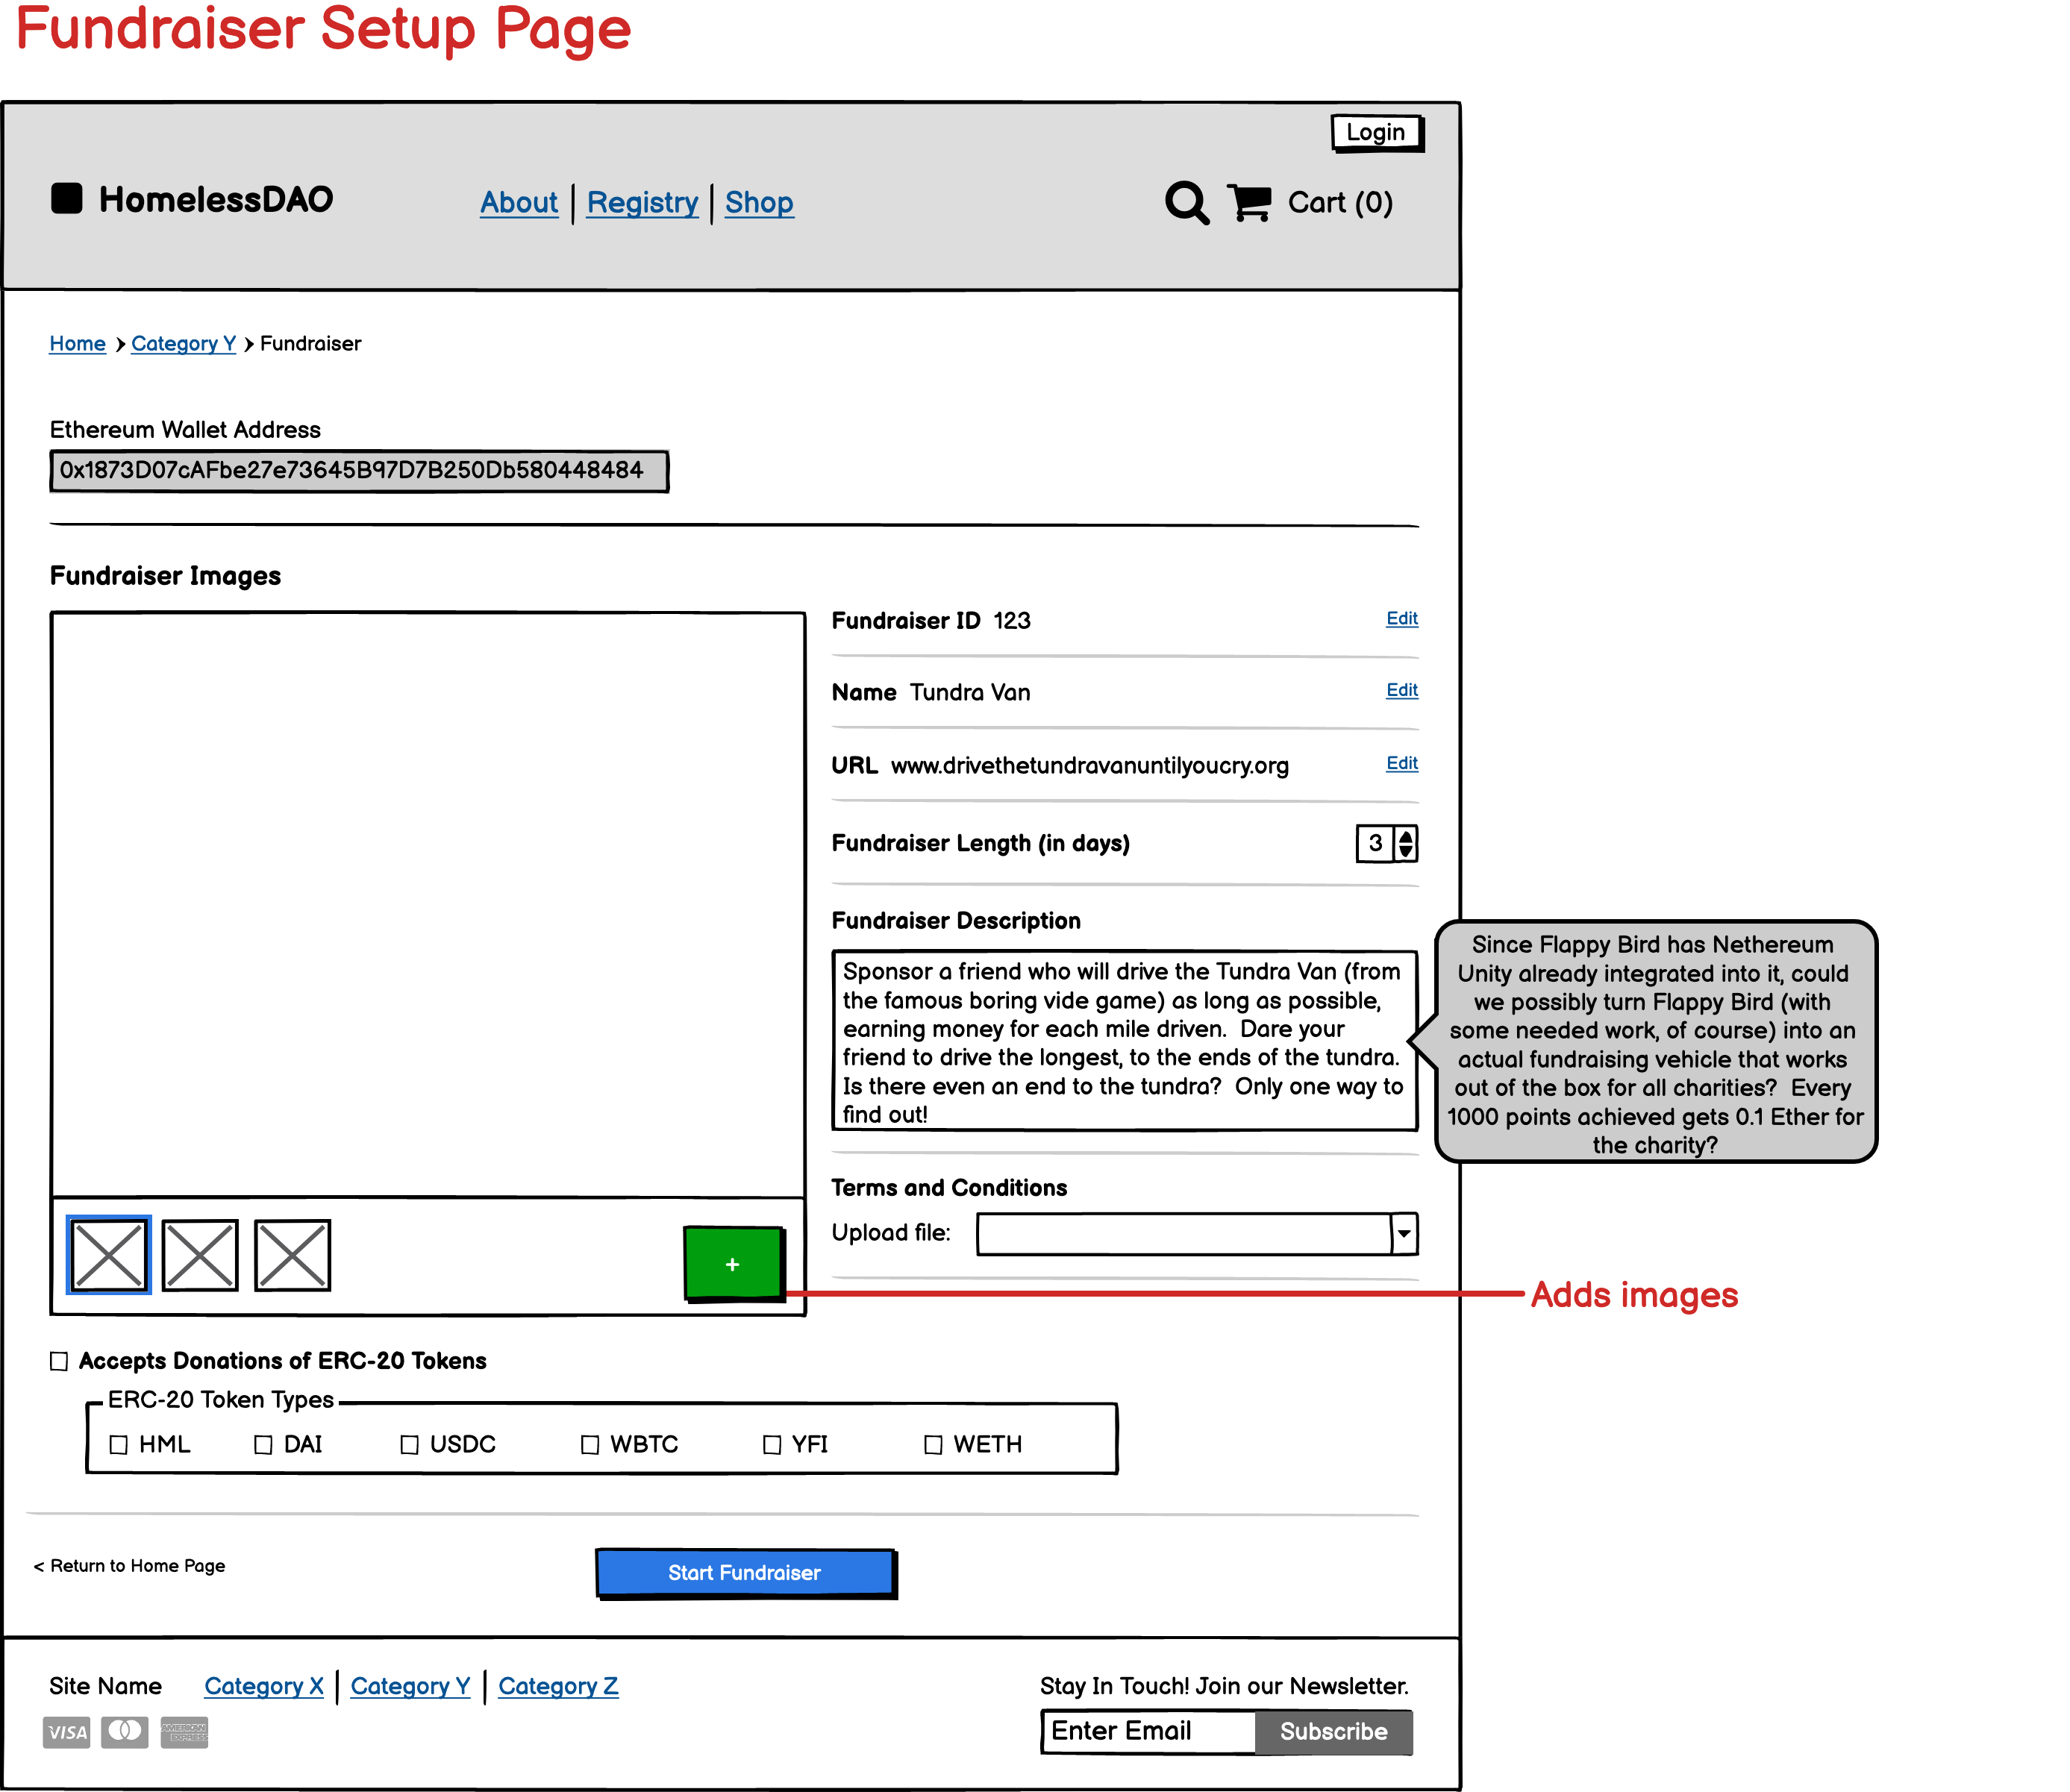 Fundraiser Setup Page
Login
HomelessDAO
About | Registry | Shop
Cart (0)
Home > Category Y > Fundraiser
Ethereum Wallet Address
0x1873D07cAFbe27e73645B97D7B250Db580448484
Fundraiser Images
Fundraiser ID 123 Edit
Name Tundra Van Edit
URL www.drivethetundravanuntilyoucry.org Edit
Fundraiser Length (in days) 3
Fundraiser Description
Sponsor a friend who will drive the Tundra Van (from
the famous boring vide game) as long as possible,
earning money for each mile driven. Dare your
friend to drive the longest, to the ends of the tundra.
Is there even an end to the tundra? Only one way to
find out!
Since Flappy Bird has Nethereum
Unity already integrated into it, could
we possibly turn Flappy Bird (with
some needed work, of course) into an
actual fundraising vehicle that works
out of the box for all charities? Every
1000 points achieved gets 0.1 Ether for
the charity?
Terms and Conditions
Upload file:
+
Adds images
Accepts Donations of ERC-20 Tokens
ERC-20 Token Types
HML DAI USDC WBTC YFI WETH
< Return to Home Page
Start Fundraiser
Site Name
Category X | Category Y | Category Z
VISA
AMERICAN EXPRESS
Stay In Touch! Join our Newsletter.
Enter Email
Subscribe